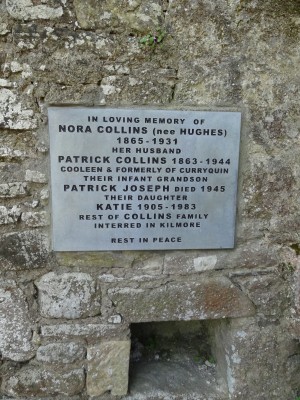 IN LOVING MEMORY OF
NORA COLLINS (nee HUGHES)
1865-1931
HER HUSBAND
PATRICK COLLINS 1863-1944
COOLEEN & FORMERLY OF CURRYQUIN
THEIR INFANT GRANDSON
PATRICK JOSEPH DIED 1945
THEIR DAUGHTER
KATIE 1905-1983
REST OF COLLINS FAMILY
INTERRED IN KILMORE
REST IN PEACE